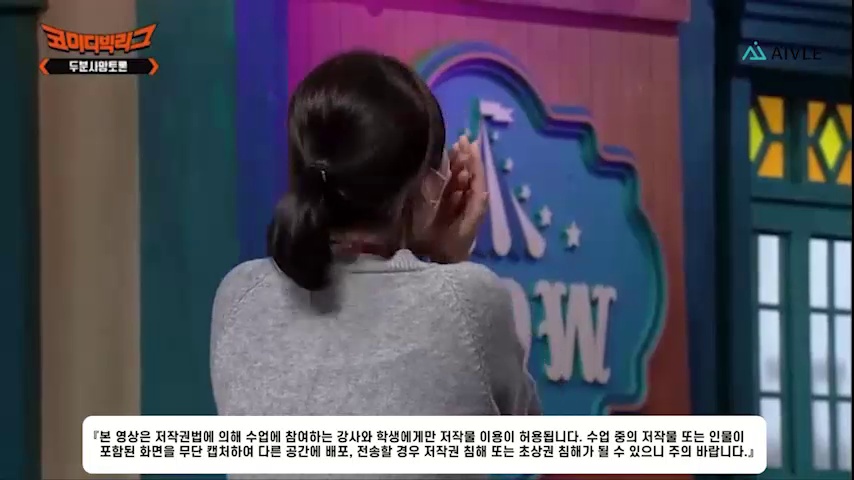 코미디빅리그
두분사망토론
AIVLE
WO
『본 영상은 저작권법에 의해 수업에 참여하는 강사와 학생에게만 저작물 이용이 허용됩니다. 수업 중의 저작물 또는 인물이
포함된 화면을 무단 캡처하여 다른 공간에 배포, 전송할 경우 저작권 침해 또는 초상권 침해가 될 수 있으니 주의 바랍니다.』